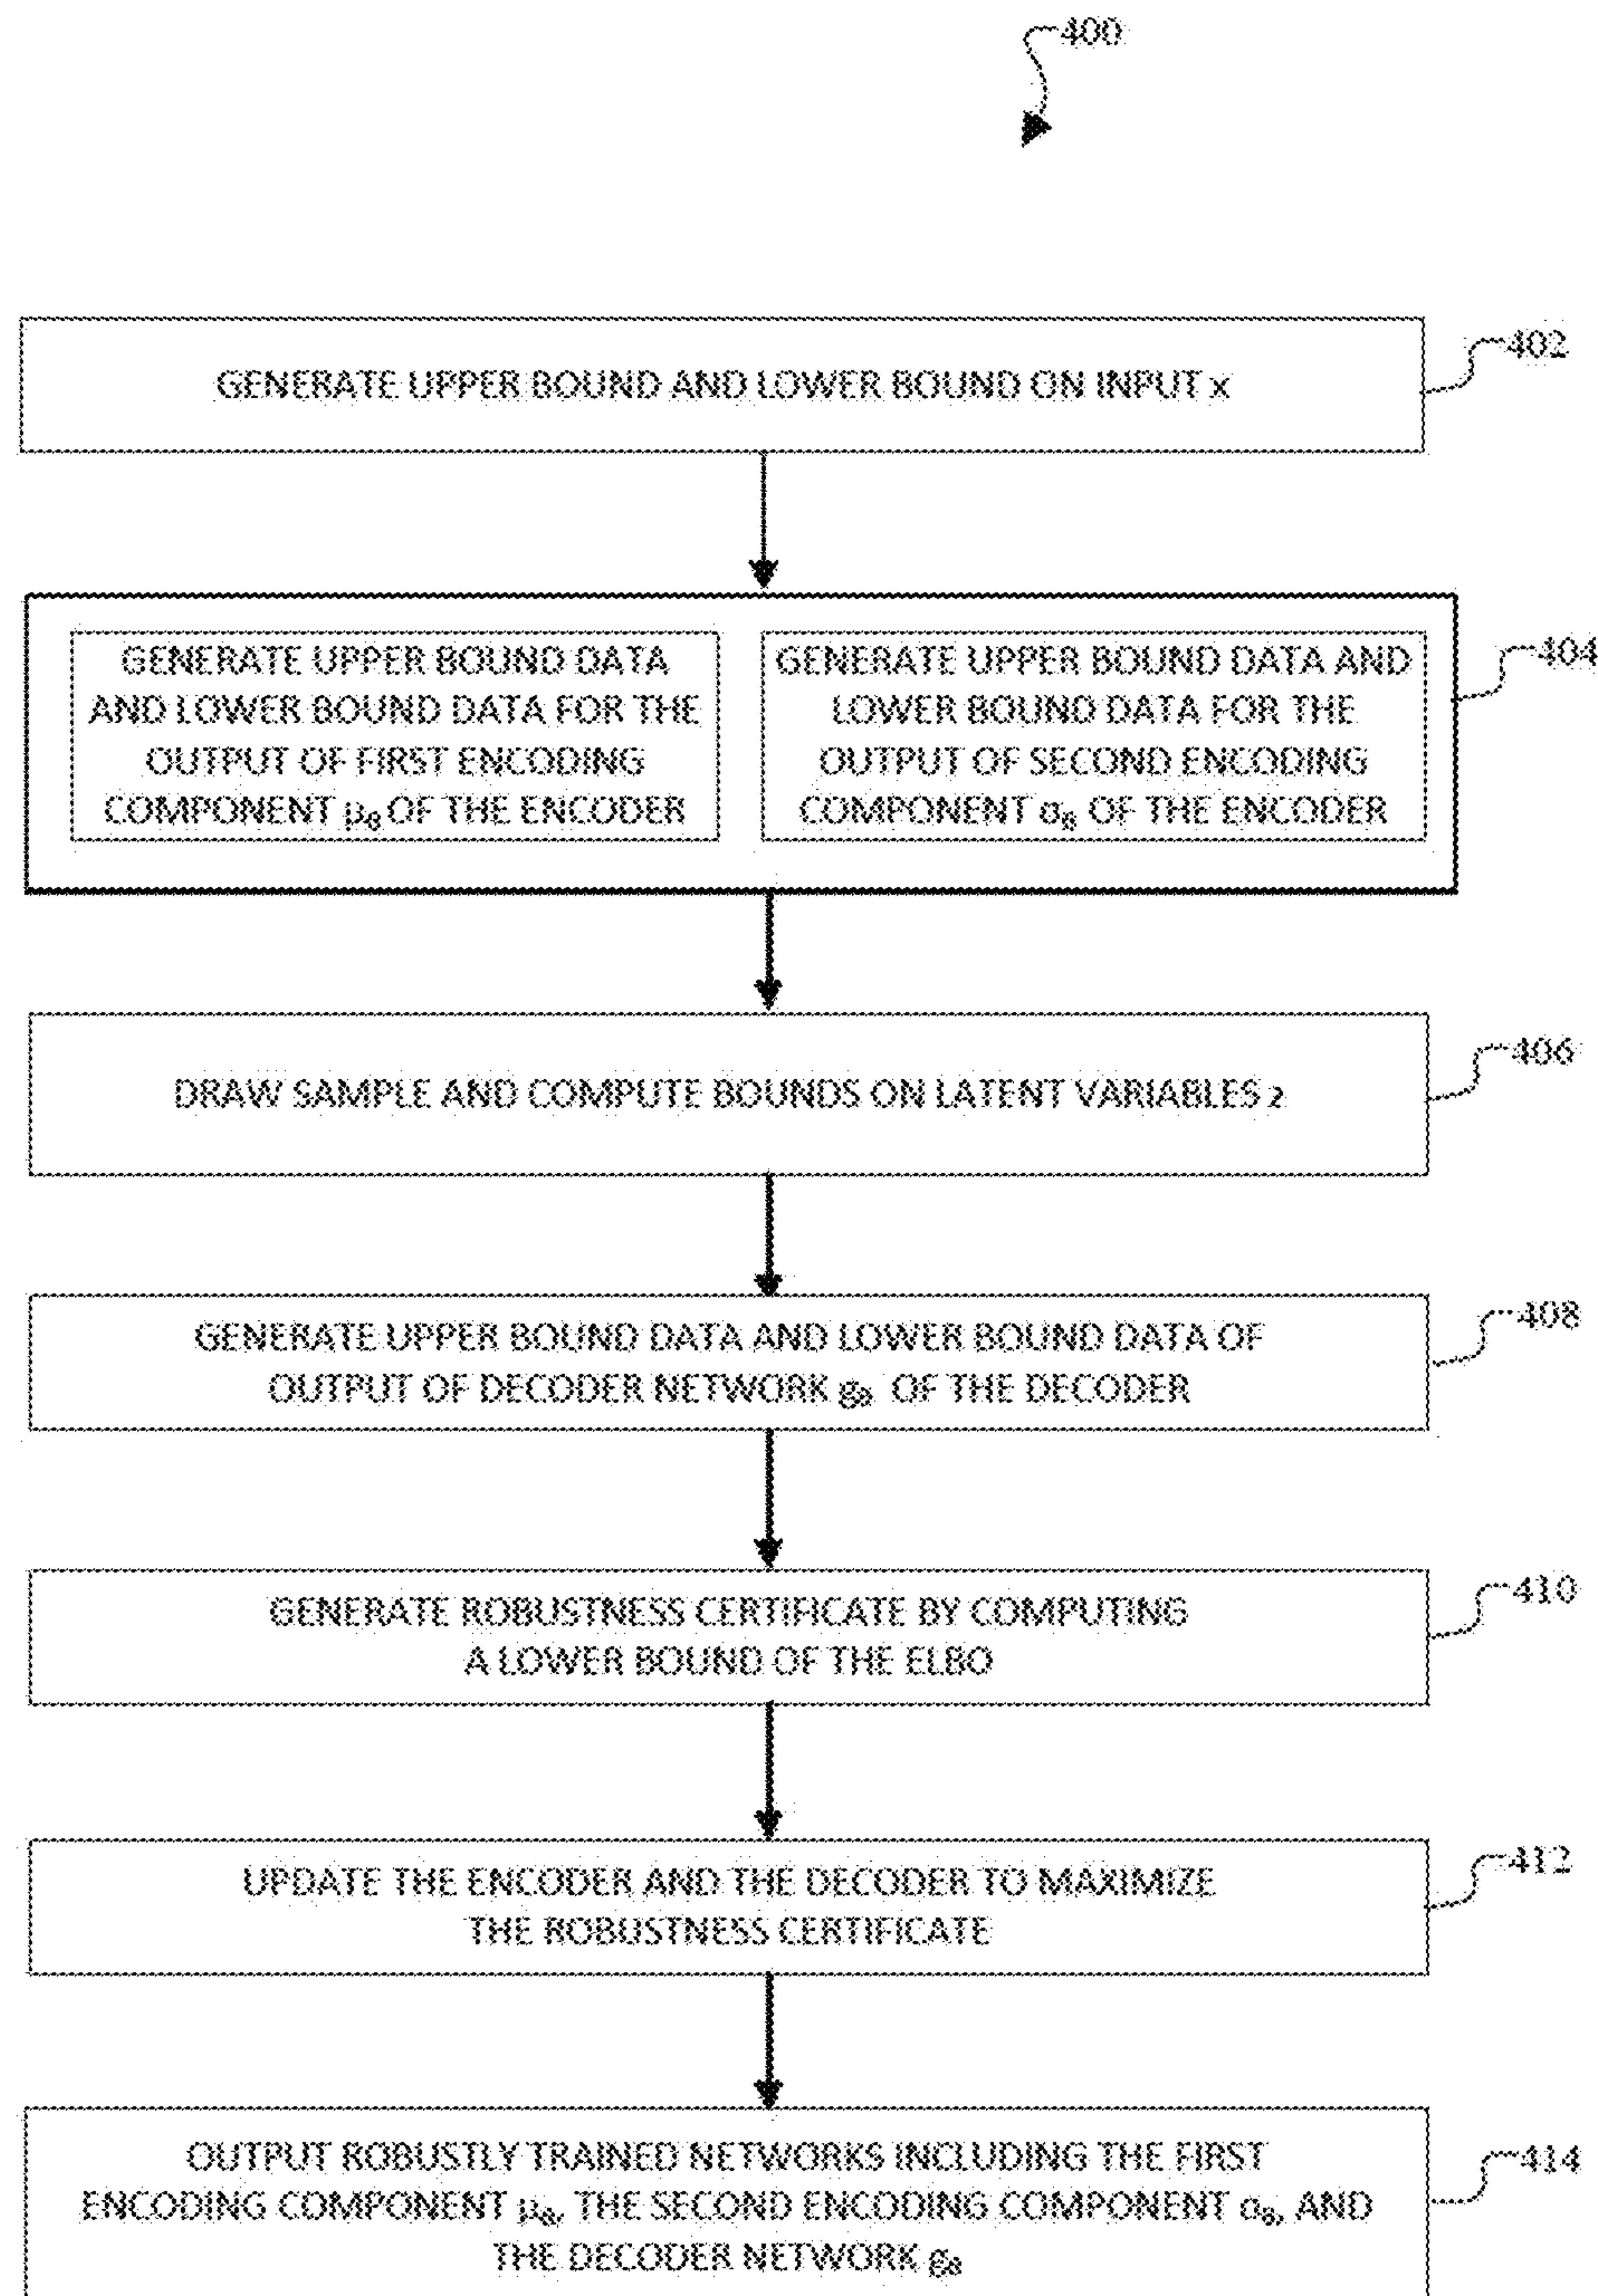 400
GENERATE UPPER BOUND AND LOWER BOUND ON INPUT x
402
GENERATE UPPER BOUND DATA
AND LOWER BOUND DATA FOR THE
OUTPUT OF FIRST ENCODING
COMPONENT μθ OF THE ENCODER
GENERATE UPPER BOUND DATA AND
LOWER BOUND DATA FOR THE
OUTPUT OF SECOND ENCODING
COMPONENT σθ OF THE ENCODER
404
DRAW SAMPLE AND COMPUTE BOUNDS ON LATENT VARIABLES z
406
GENERATE UPPER BOUND DATA AND LOWER BOUND DATA OF
OUTPUT OF DECODER NETWORK gθ OF THE DECODER
408
GENERATE ROBUSTNESS CERTIFICATE BY COMPUTING
A LOWER BOUND OF THE ELBO
410
UPDATE THE ENCODER AND THE DECODER TO MAXIMIZE
THE ROBUSTNESS CERTIFICATE
412
OUTPUT ROBUSTLY TRAINED NETWORKS INCLUDING THE FIRST
ENCODING COMPONENT μθ, THE SECOND ENCODING COMPONENT σθ, AND
THE DECODER NETWORK gθ
414